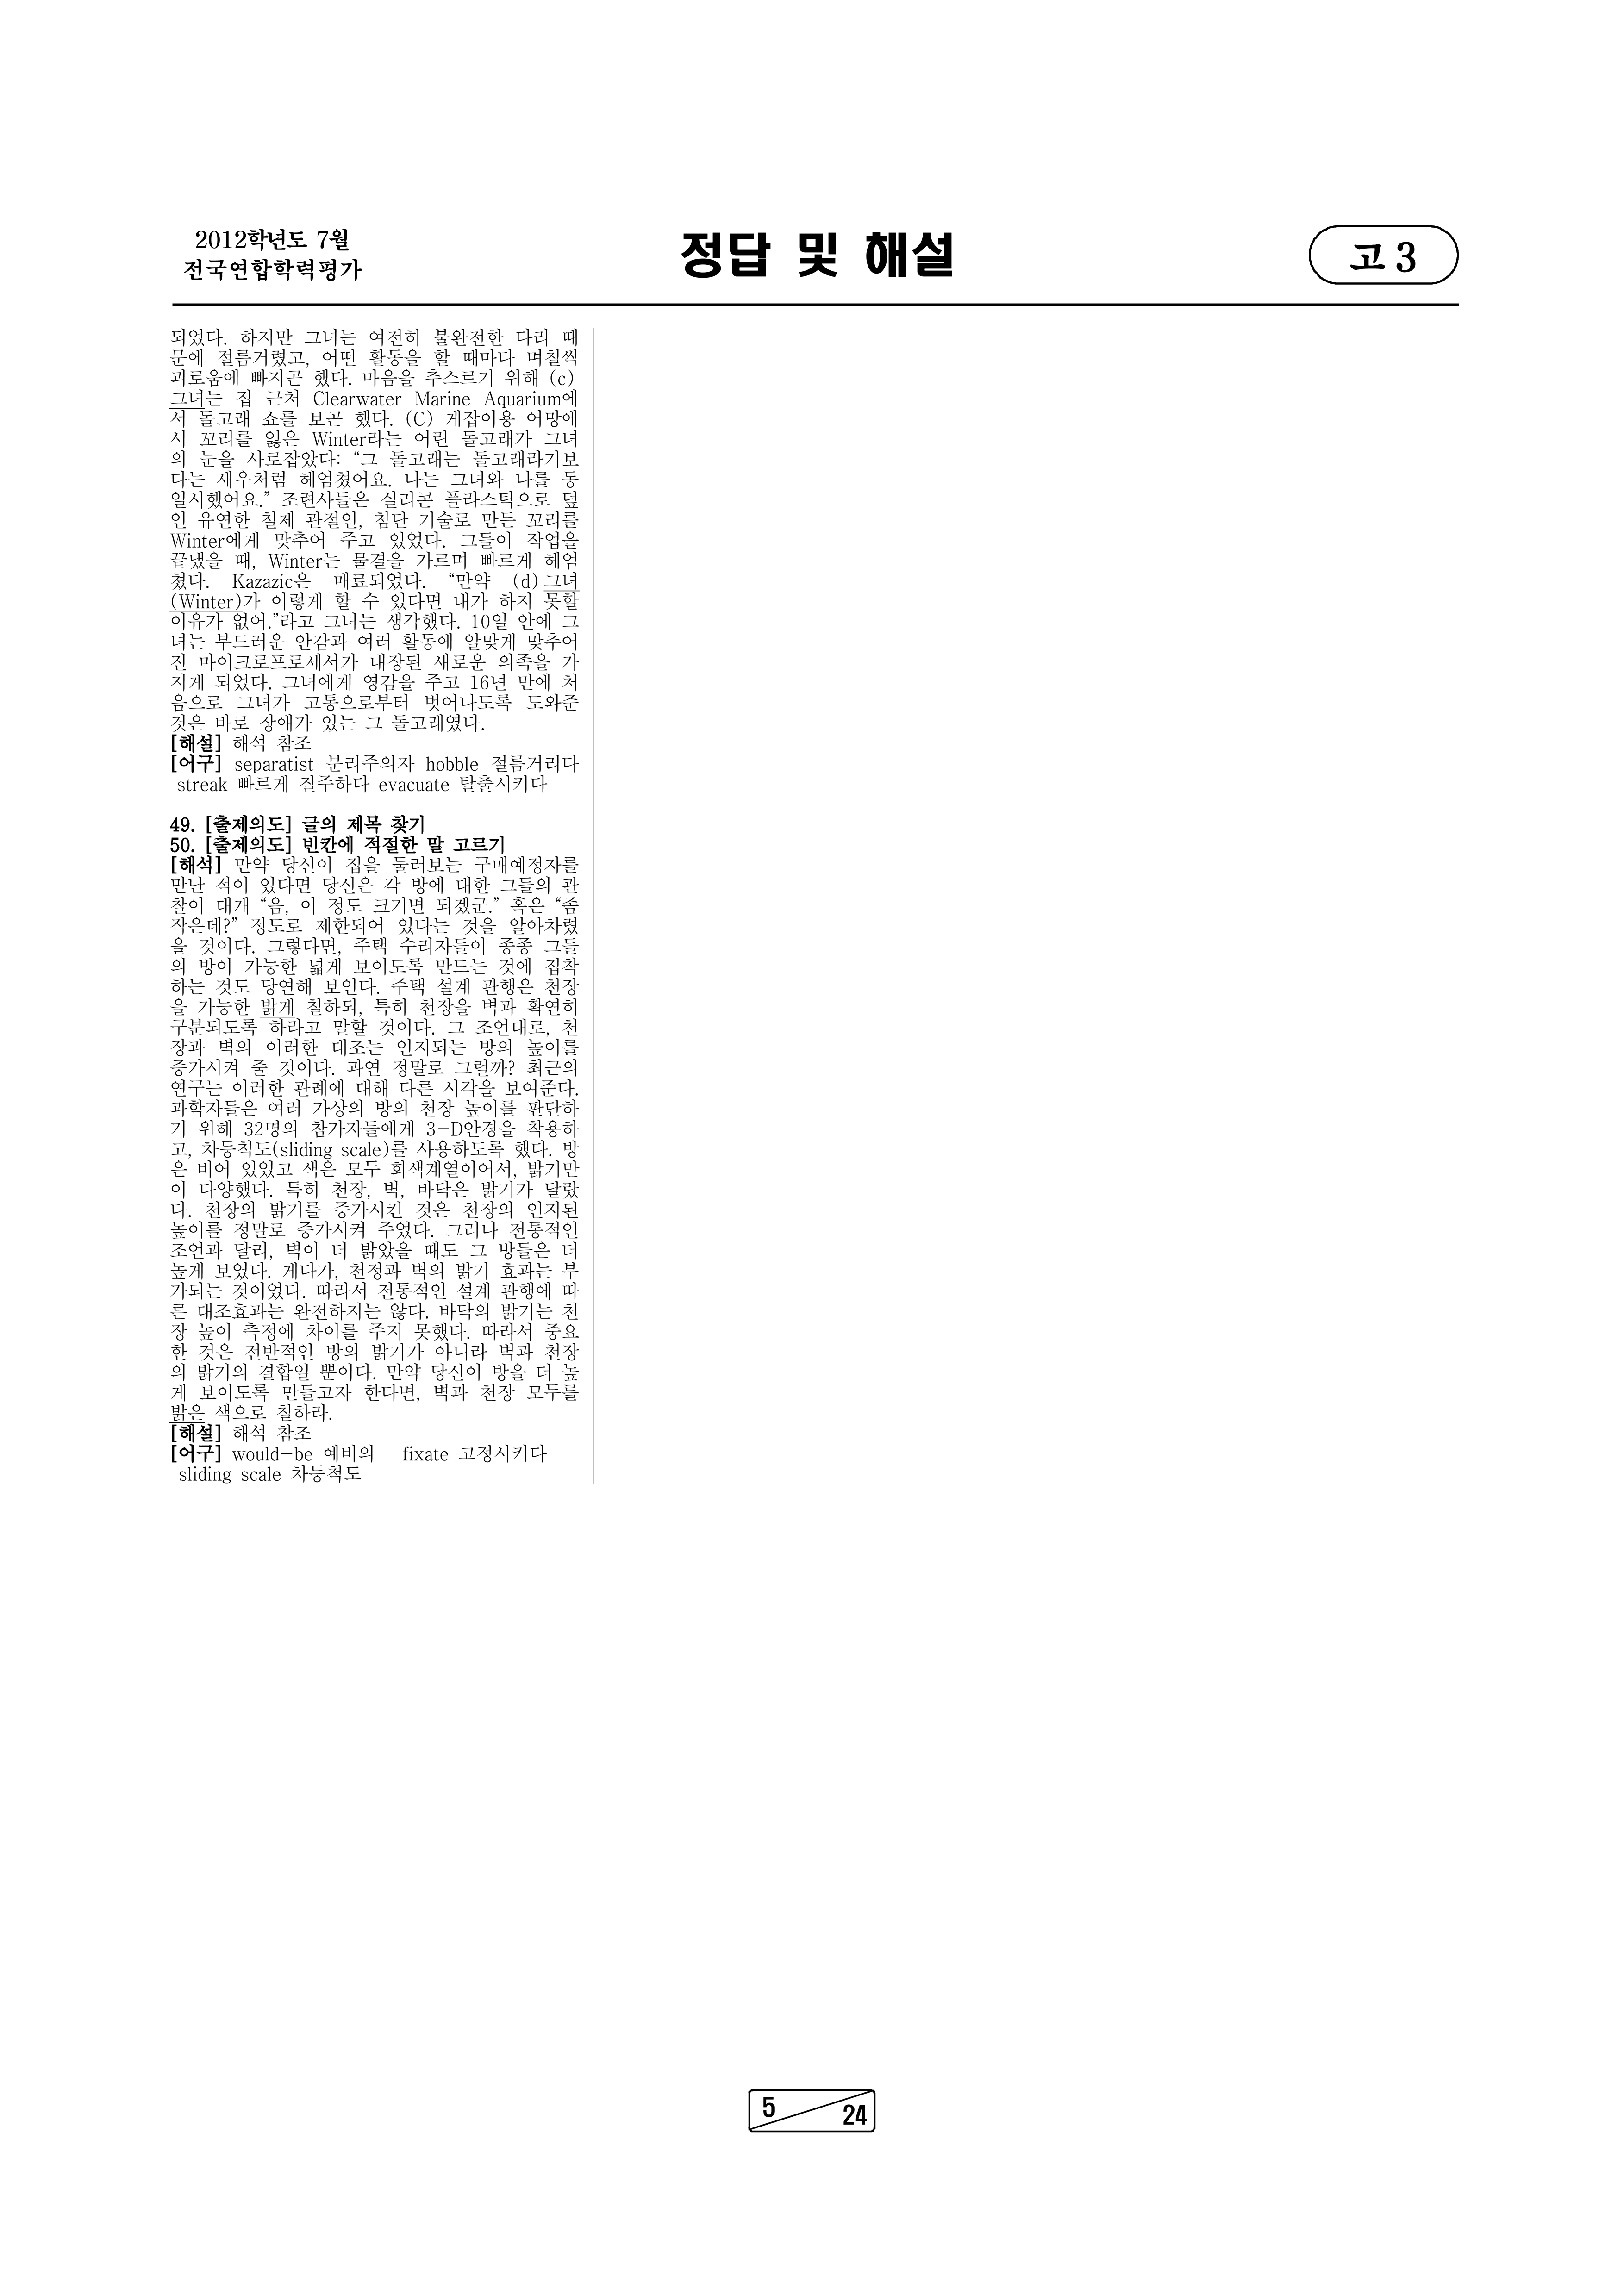 2012학년도 7월
전국연합학력평가
정답 및 해설
고3
되었다. 하지만 그녀는 여전히 불완전한 다리 때
문에 절름거렸고, 어떤 활동을 할 때마다 며칠씩
괴로움에 빠지곤 했다. 마음을 추스르기 위해 (c)
그녀는 집 근처 Clearwater Marine Aquarium에
서 돌고래 쇼를 보곤 했다. (C) 게잡이용 어망에
서 꼬리를 잃은 Winter라는 어린 돌고래가 그녀
의 눈을 사로잡았다: “그 돌고래는 돌고래라기보
다는 새우처럼 헤엄쳤어요. 나는 그녀와 나를 동
일시했어요.” 조련사들은 실리콘 플라스틱으로 덮
인 유연한 철제 관절인, 첨단 기술로 만든 꼬리를
Winter에게 맞추어 주고 있었다. 그들이 작업을
끝냈을 때, Winter는 물결을 가르며 빠르게 헤엄
쳤다. Kazazic은 매료되었다. “만약 (d)그녀
(Winter)가 이렇게 할 수 있다면 내가 하지 못할
이유가 없어.”라고 그녀는 생각했다. 10일 안에 그
녀는 부드러운 안감과 여러 활동에 알맞게 맞추어
진 마이크로프로세서가 내장된 새로운 의족을 가
지게 되었다. 그녀에게 영감을 주고 16년 만에 처
음으로 그녀가 고통으로부터 벗어나도록 도와준
것은 바로 장애가 있는 그 돌고래였다.
[해설] 해석 참조
[어구] separatist 분리주의자 hobble 절름거리다
streak 빠르게 질주하다 evacuate 탈출시키다
49. [출제의도] 글의 제목 찾기
50. [출제의도] 빈칸에 적절한 말 고르기
[해석] 만약 당신이 집을 둘러보는 구매예정자를
만난 적이 있다면 당신은 각 방에 대한 그들의 관
찰이 대개 “음, 이 정도 크기면 되겠군.” 혹은 “좀
작은데?” 정도로 제한되어 있다는 것을 알아차렸
을 것이다. 그렇다면, 주택 수리자들이 종종 그들
의 방이 가능한 넓게 보이도록 만드는 것에 집착
하는 것도 당연해 보인다. 주택 설계 관행은 천장
을 가능한 밝게 칠하되, 특히 천장을 벽과 확연히
구분되도록 하라고 말할 것이다. 그 조언대로, 천
장과 벽의 이러한 대조는 인지되는 방의 높이를
증가시켜 줄 것이다. 과연 정말로 그럴까? 최근의
연구는 이러한 관례에 대해 다른 시각을 보여준다.
과학자들은 여러 가상의 방의 천장 높이를 판단하
기 위해 32명의 참가자들에게 3-D안경을 착용하
고, 차등척도(sliding scale)를 사용하도록 했다. 방
은 비어 있었고 색은 모두 회색계열이어서, 밝기만
이 다양했다. 특히 천장, 벽, 바닥은 밝기가 달랐
다. 천장의 밝기를 증가시킨 것은 천장의 인지된
높이를 정말로 증가시켜 주었다. 그러나 전통적인
조언과 달리, 벽이 더 밝았을 때도 그 방들은 더
높게 보였다. 게다가, 천정과 벽의 밝기 효과는 부
가되는 것이었다. 따라서 전통적인 설계 관행에 따
른 대조효과는 완전하지는 않다. 바닥의 밝기는 천
장 높이 측정에 차이를 주지 못했다. 따라서 중요
한 것은 전반적인 방의 밝기가 아니라 벽과 천장
의 밝기의 결합일 뿐이다. 만약 당신이 방을 더 높
게 보이도록 만들고자 한다면, 벽과 천장 모두를
밝은 색으로 칠하라.
[해설] 해석 참조
[어구] would-be 예비의 fixate 고정시키다
sliding scale 차등척도
5
24